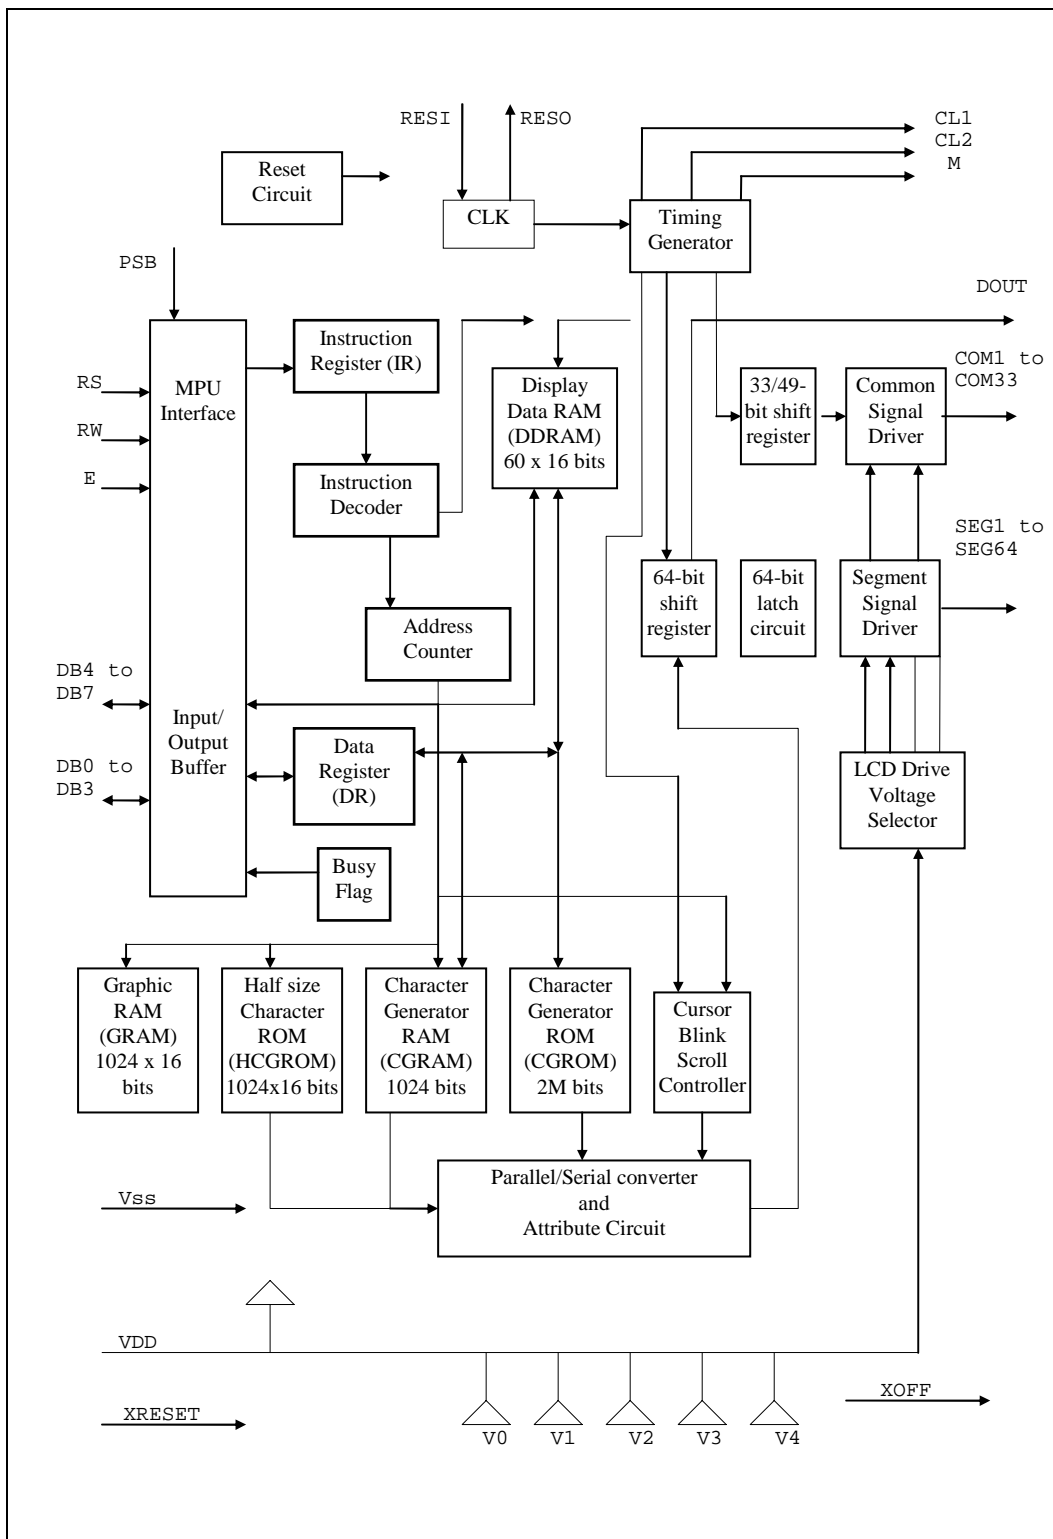 RESI
RESO
CL1
CL2
M
Reset
Circuit
CLK
Timing
Generator
PSB
DOUT
Instruction
Register (IR)
MPU
Interface
RS
RW
E
Display
Data RAM
(DDRAM)
60 x 16 bits
33/49-
bit shift
register
Common
Signal
Driver
COM1 to
COM33
Instruction
Decoder
SEG1 to
SEG64
64-bit
shift
register
64-bit
latch
circuit
Segment
Signal
Driver
Address
Counter
DB4 to
DB7
Input/
Output
Buffer
DB0 to
DB3
Data
Register
(DR)
LCD Drive
Voltage
Selector
Busy
Flag
Graphic
RAM
(GRAM)
1024 x 16
bits
Half size
Character
ROM
(HCGROM)
1024x16 bits
Character
Generator
RAM
(CGRAM)
1024 bits
Character
Generator
ROM
(CGROM)
2M bits
Cursor
Blink
Scroll
Controller
Parallel/Serial converter
and
Attribute Circuit
Vss
VDD
XRESET
V0
V1
V2
V3
V4
XOFF